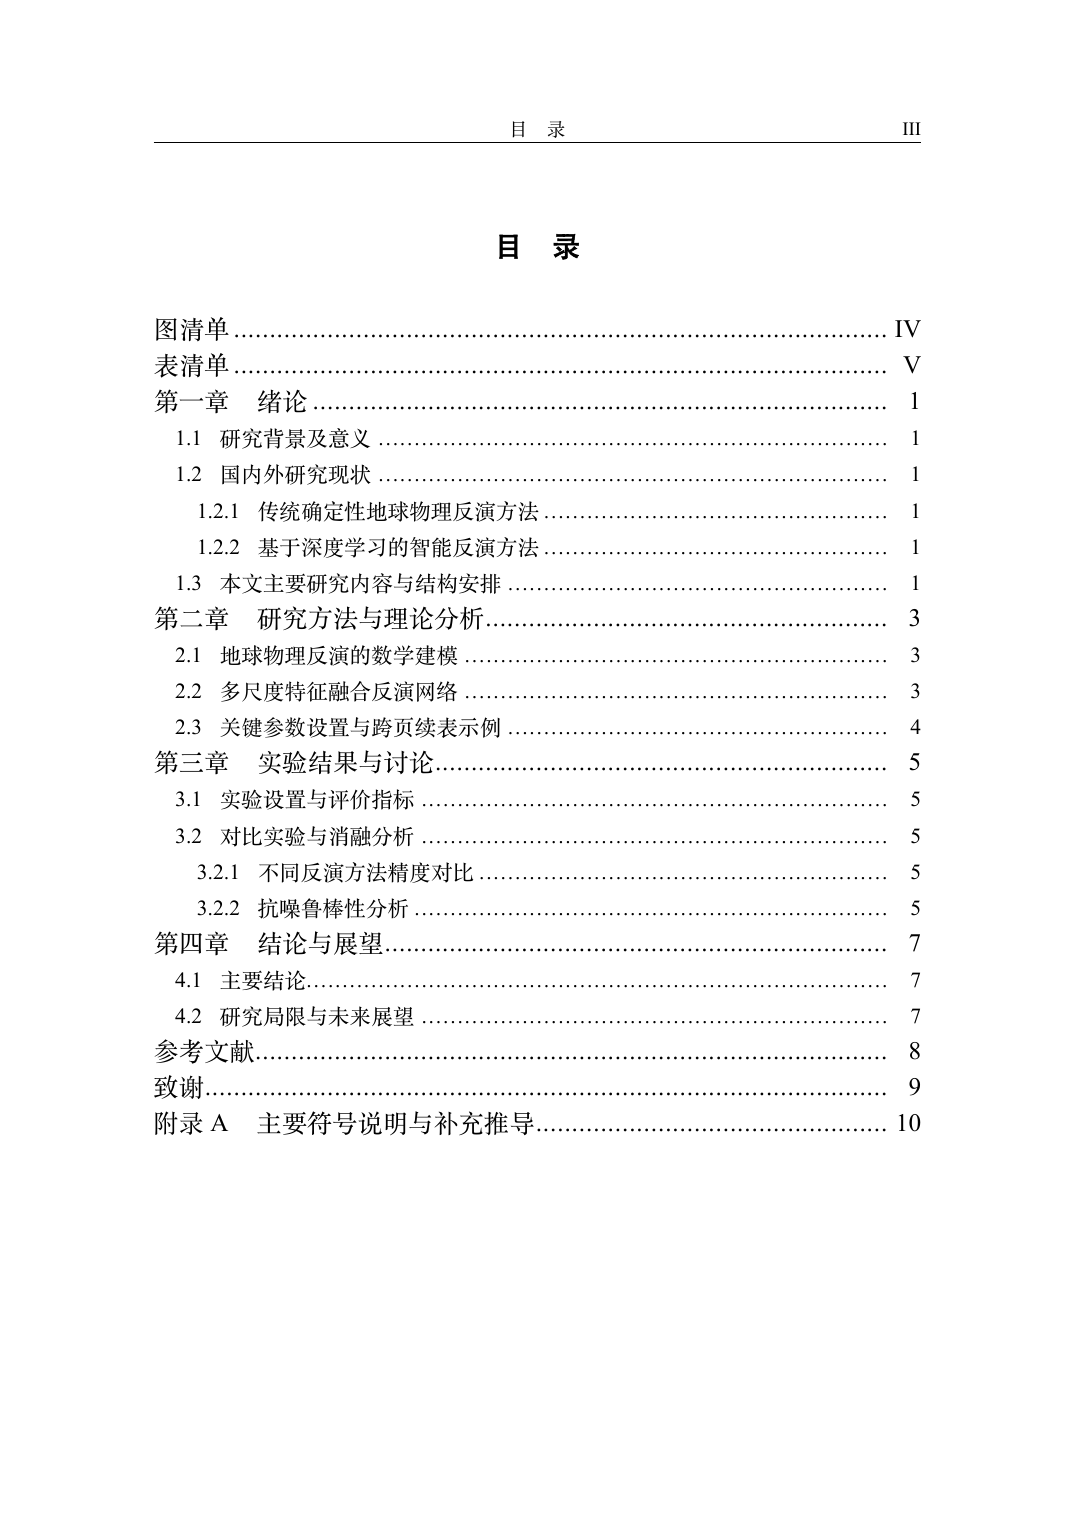 目 录 III
目 录
图清单 IV
表清单 V
第一章 绪论 1
1.1 研究背景及意义 1
1.2 国内外研究现状 1
1.2.1 传统确定性地球物理反演方法 1
1.2.2 基于深度学习的智能反演方法 1
1.3 本文主要研究内容与结构安排 1
第二章 研究方法与理论分析 3
2.1 地球物理反演的数学建模 3
2.2 多尺度特征融合反演网络 3
2.3 关键参数设置与跨页续表示例 4
第三章 实验结果与讨论 5
3.1 实验设置与评价指标 5
3.2 对比实验与消融分析 5
3.2.1 不同反演方法精度对比 5
3.2.2 抗噪鲁棒性分析 5
第四章 结论与展望 7
4.1 主要结论 7
4.2 研究局限与未来展望 7
参考文献 8
致谢 9
附录 A 主要符号说明与补充推导 10